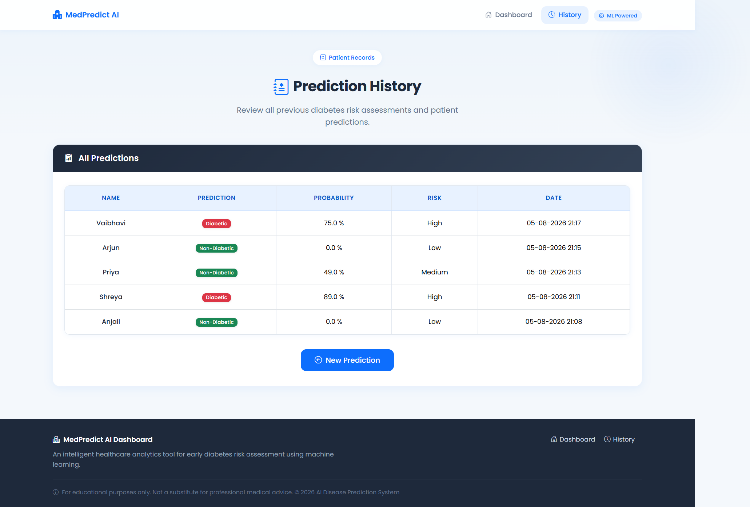 MedPredict AI
Dashboard
History
ML Powered
Patient Records
Prediction History
Review all previous diabetes risk assessments and patient
predictions.
All Predictions
NAME PREDICTION PROBABILITY RISK DATE
Vaibhavi Diabetic 75.0 % High 05-08-2026 21:17
Arjun Non-Diabetic 0.0 % Low 05-08-2026 21:15
Priya Non-Diabetic 49.0 % Medium 05-08-2026 21:13
Shreya Diabetic 89.0 % High 05-08-2026 21:11
Anjali Non-Diabetic 0.0 % Low 05-08-2026 21:08
New Prediction
MedPredict AI Dashboard
Dashboard
History
An intelligent healthcare analytics tool for early diabetes risk assessment using machine
learning.
For educational purposes only. Not a substitute for professional medical advice. © 2026 AI Disease Prediction System